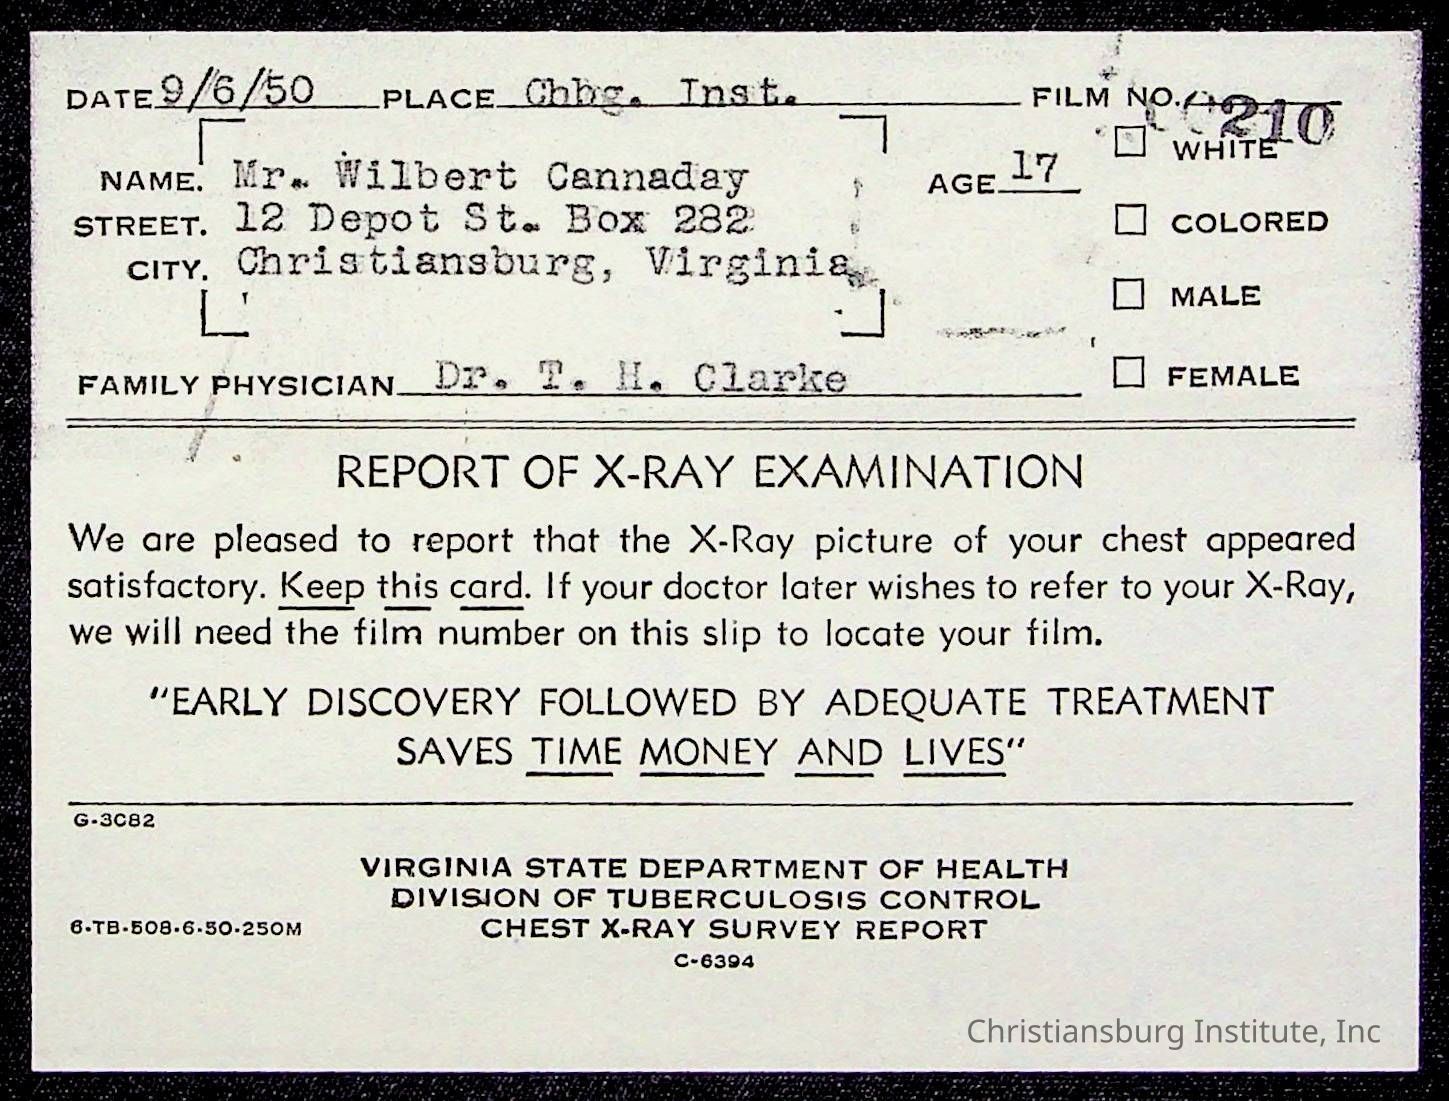 DATE 9/6/50 PLACE Chbg. Inst. FILM NO. 210
☐ WHITE
NAME. Mr. Wilbert Cannaday AGE 17
STREET. 12 Depot St. Box 282 ☐ COLORED
CITY. Christiansburg, Virginia
☐ MALE
FAMILY PHYSICIAN Dr. T. H. Clarke ☐ FEMALE
REPORT OF X-RAY EXAMINATION
We are pleased to report that the X-Ray picture of your chest appeared
satisfactory. Keep this card. If your doctor later wishes to refer to your X-Ray,
we will need the film number on this slip to locate your film.
"EARLY DISCOVERY FOLLOWED BY ADEQUATE TREATMENT
SAVES TIME MONEY AND LIVES"
G-3C82
VIRGINIA STATE DEPARTMENT OF HEALTH
DIVISION OF TUBERCULOSIS CONTROL
6-TB-508-6-50-250M CHEST X-RAY SURVEY REPORT
C-6394
Christiansburg Institute, Inc